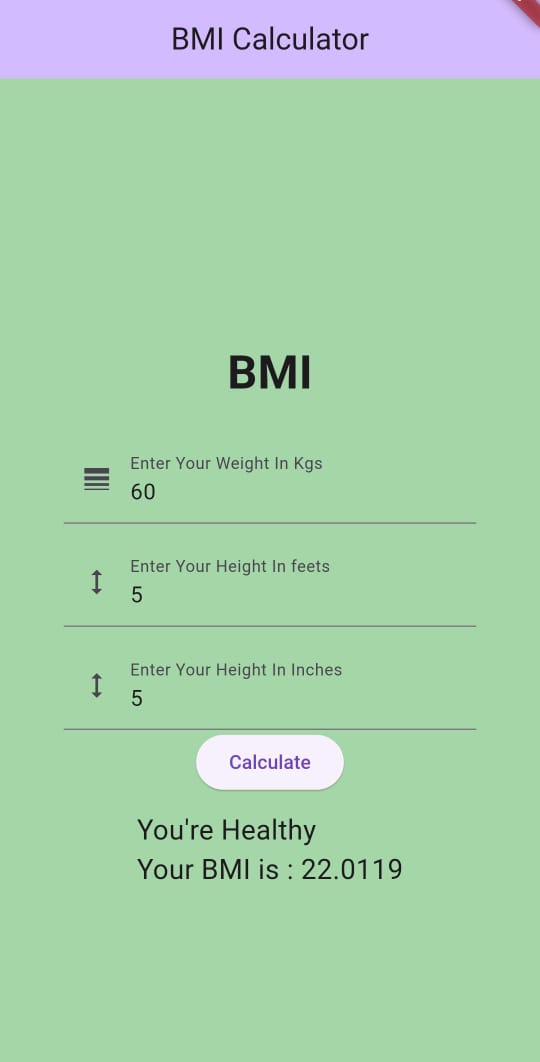 BMI Calculator
BMI
Enter Your Weight In Kgs
60
Enter Your Height In feets
5
Enter Your Height In Inches
5
Calculate
You're Healthy
Your BMI is : 22.0119